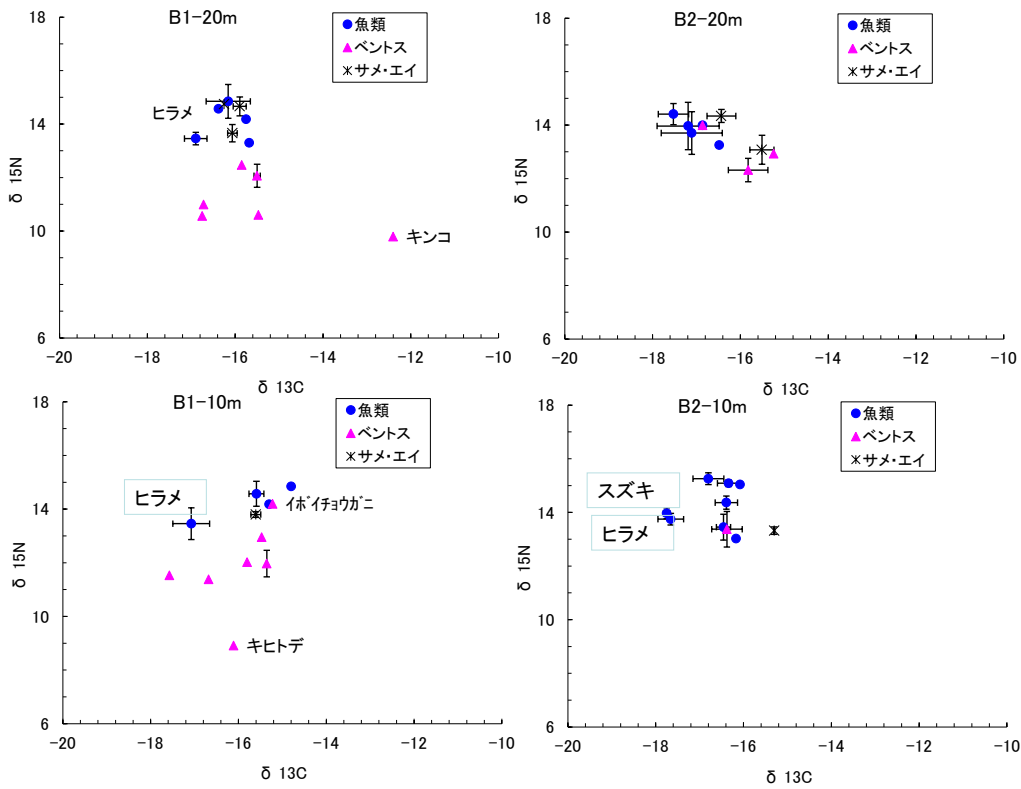 B1-20m
魚類
ベントス
サメ・エイ
ヒラメ
キンコ
δ 15N
18
14
10
6
-20
-18
-16
-14
-12
-10
δ 13C
B2-20m
魚類
ベントス
サメ・エイ
δ 15N
18
14
10
6
-20
-18
-16
-14
-12
-10
δ 13C
B1-10m
魚類
ベントス
サメ・エイ
ヒラメ
イボイチョウガニ
キヒトデ
δ 15N
18
14
10
6
-20
-18
-16
-14
-12
-10
δ 13C
B2-10m
魚類
ベントス
サメ・エイ
スズキ
ヒラメ
δ 15N
18
14
10
6
-20
-18
-16
-14
-12
-10
δ 13C